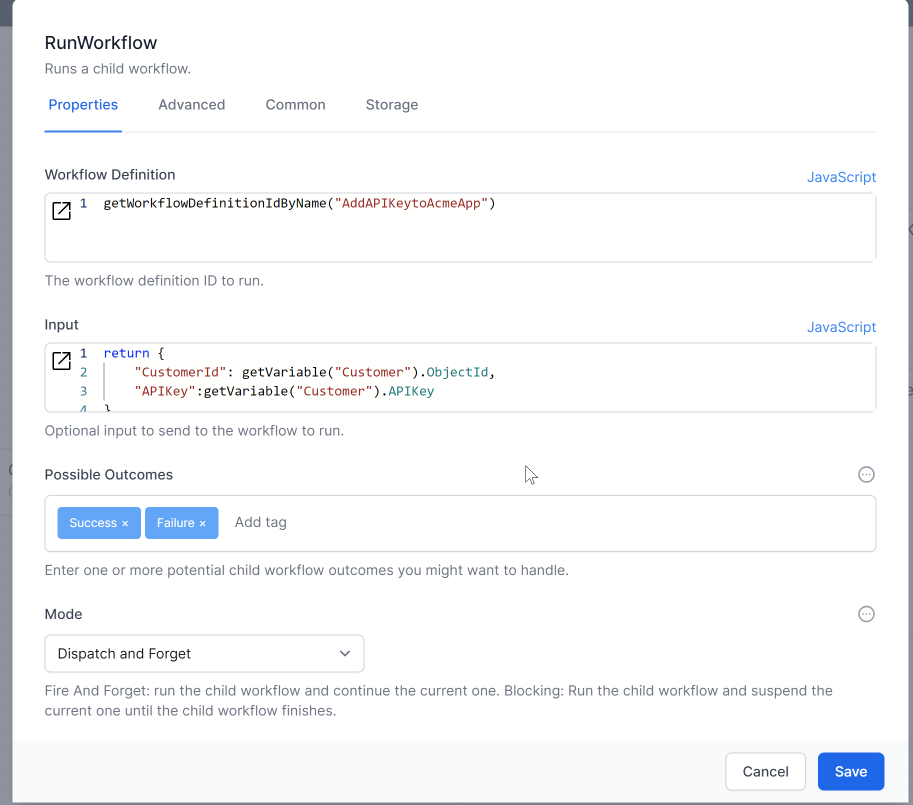 RunWorkflow
Runs a child workflow.
Properties Advanced Common Storage
Workflow Definition JavaScript
1 getWorkflowDefinitionIdByName("AddAPIKeytoAcmeApp")
The workflow definition ID to run.
Input JavaScript
1 return {
2 "CustomerId": getVariable("Customer").ObjectId,
3 "APIKey":getVariable("Customer").APIKey
4 }
Optional input to send to the workflow to run.
Possible Outcomes
Success × Failure × Add tag
Enter one or more potential child workflow outcomes you might want to handle.
Mode
Dispatch and Forget
Fire And Forget: run the child workflow and continue the current one. Blocking: Run the child workflow and suspend the
current one until the child workflow finishes.
Cancel Save